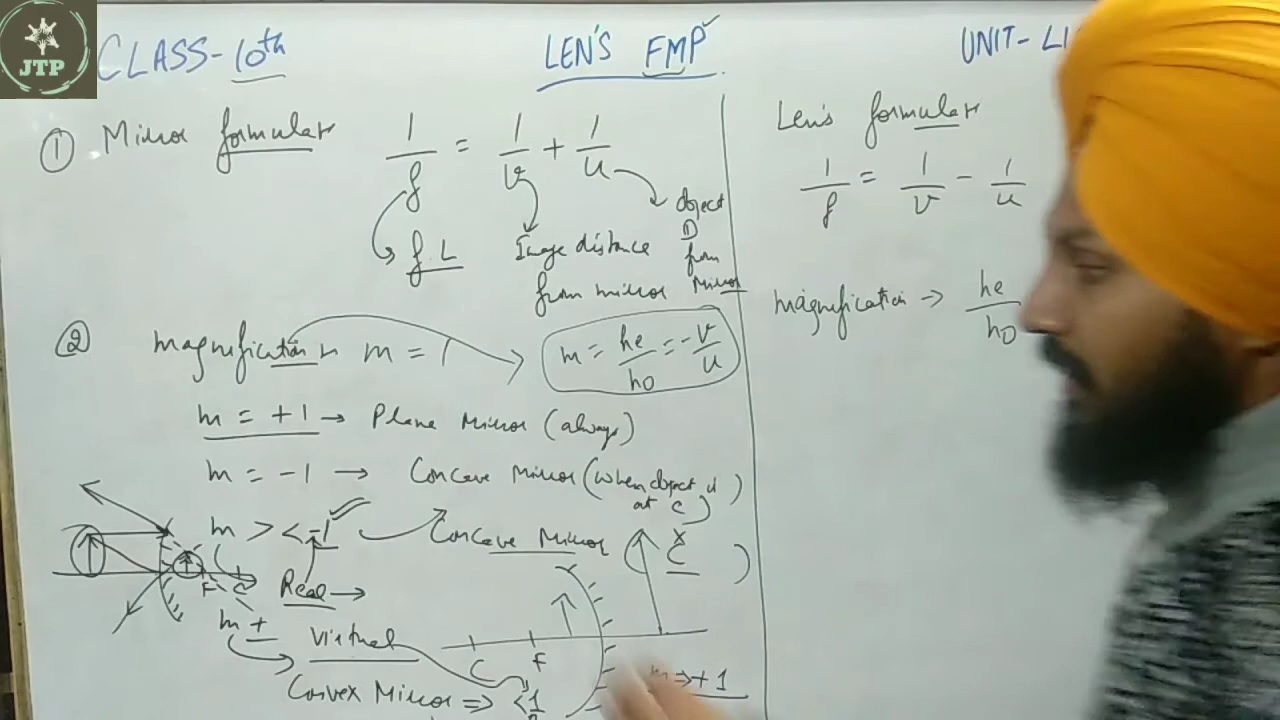 JTP
CLASS-10th
LEN'S FMP
UNIT-LI
① Mirror formular 1/f = 1/v + 1/u
f.L
Image distance from mirror
object D from Mirror
② magnification m = 1
m = he/ho = -v/u
m = +1 → Plane Mirror (always)
m = -1 → Concave Mirror (when object is at C)
m > < -1 Concave Mirror
C
Real →
F C
m +
Virtual
C F
Convex Mirror ⇒ <1
m ⇒ +1
Len's formular
1/f = 1/v - 1/u
magnification → he/ho